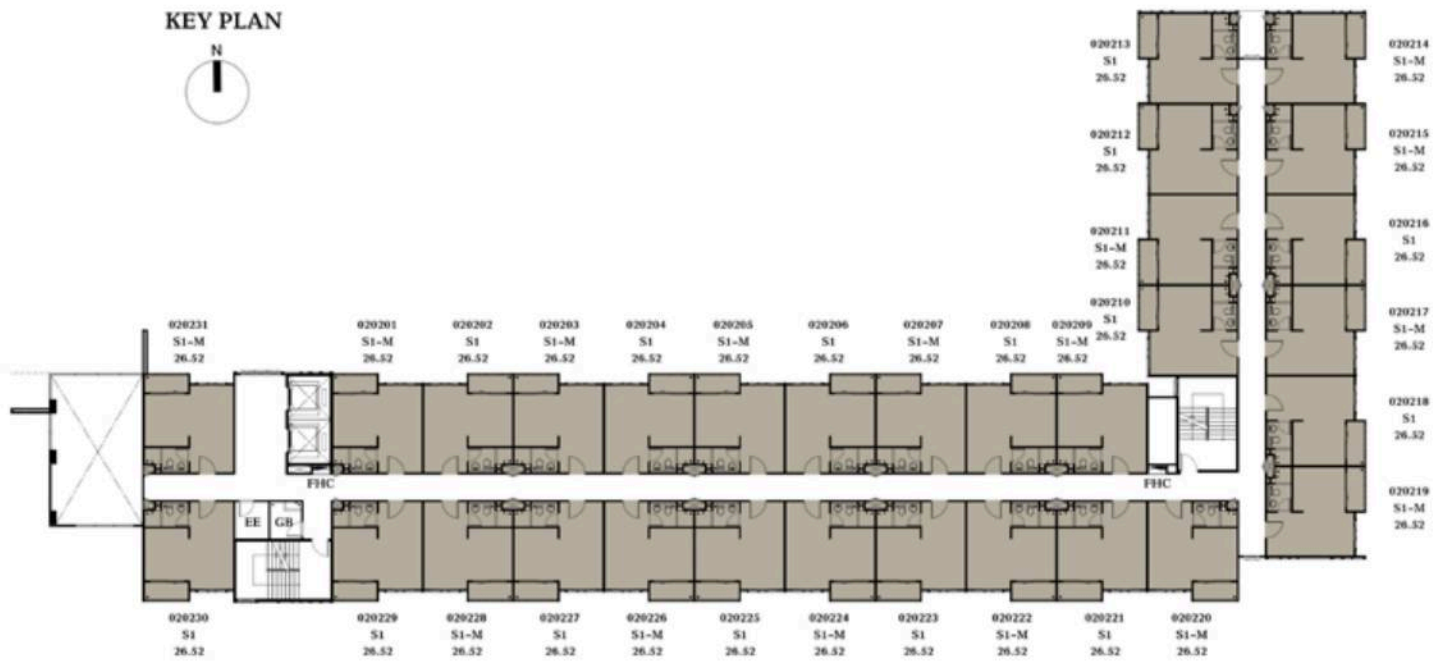 KEY PLAN
N
020213
S1
26.52
020214
S1-M
26.52
020212
S1
26.52
020215
S1-M
26.52
020211
S1-M
26.52
020216
S1
26.52
020210
S1
26.52
020217
S1-M
26.52
020231
S1-M
26.52
020201
S1-M
26.52
020202
S1
26.52
020203
S1-M
26.52
020204
S1
26.52
020205
S1-M
26.52
020206
S1
26.52
020207
S1-M
26.52
020208
S1
26.52
020209
S1-M
26.52
020218
S1
26.52
020219
S1-M
26.52
FHC
FHC
EE
GB
020230
S1
26.52
020229
S1
26.52
020228
S1-M
26.52
020227
S1
26.52
020226
S1-M
26.52
020225
S1
26.52
020224
S1-M
26.52
020223
S1
26.52
020222
S1-M
26.52
020221
S1
26.52
020220
S1-M
26.52